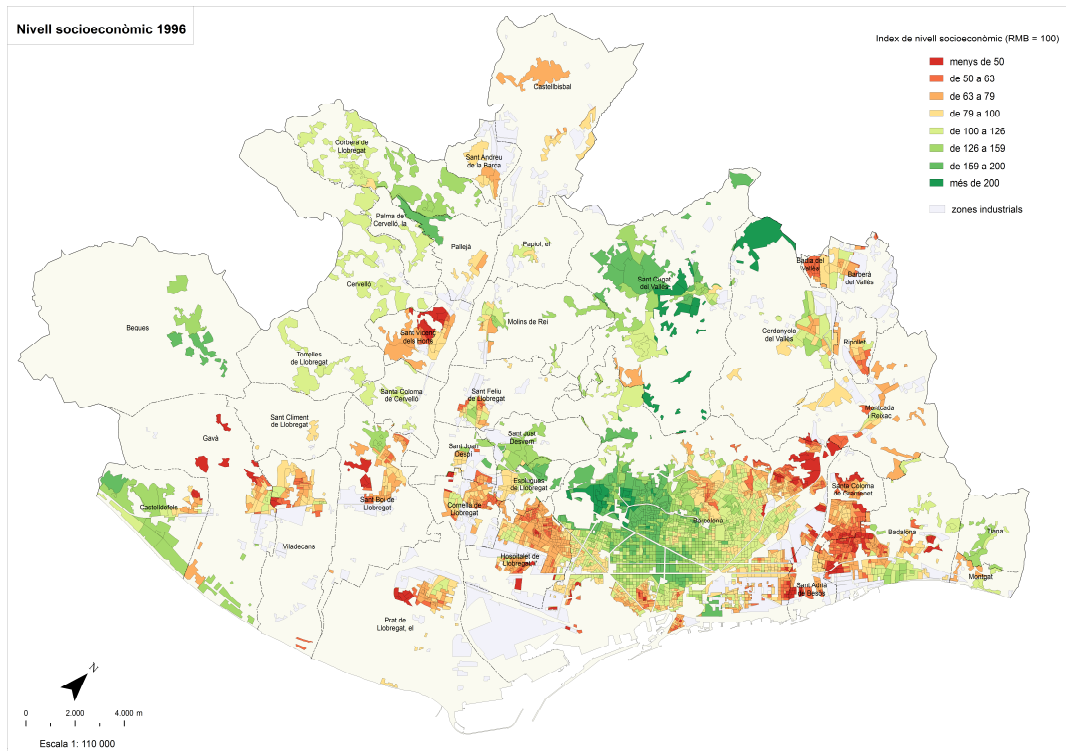 Nivell socioeconòmic 1996
Index de nivell socioeconòmic (RMB = 100)
menys de 50
de 50 a 63
de 63 a 79
de 79 a 100
de 100 a 126
de 126 a 159
de 159 a 200
més de 200
zones industrials
Castellbisbal
Corbera de
Llobregat
Sant Andreu
de la Barca
Palma de
Cervelló, la
Pallejà
Papiol, el
Sant Cugat
del Vallès
Badia del
Vallès
Barberà
del Vallès
Cervelló
Begues
Sant Vicenç
dels Horts
Molins de Rei
Cerdanyola
del Vallès
Ripollet
Torrelles
de Llobregat
Santa Coloma
de Cervelló
Sant Feliu
de Llobregat
Montcada
i Reixac
Sant Climent
de Llobregat
Gavà
Sant Just
Desvern
Sant Joan
Despí
Esplugues
de Llobregat
Santa Coloma
de Gramenet
Castelldefels
Sant Boi de
Llobregat
Cornellà de
Llobregat
Barcelona
Badalona
Tiana
Viladecans
Hospitalet de
Llobregat
Montgat
Sant Adrià
de Besòs
Prat de
Llobregat, el
N
0 2.000 4.000 m
Escala 1: 110 000